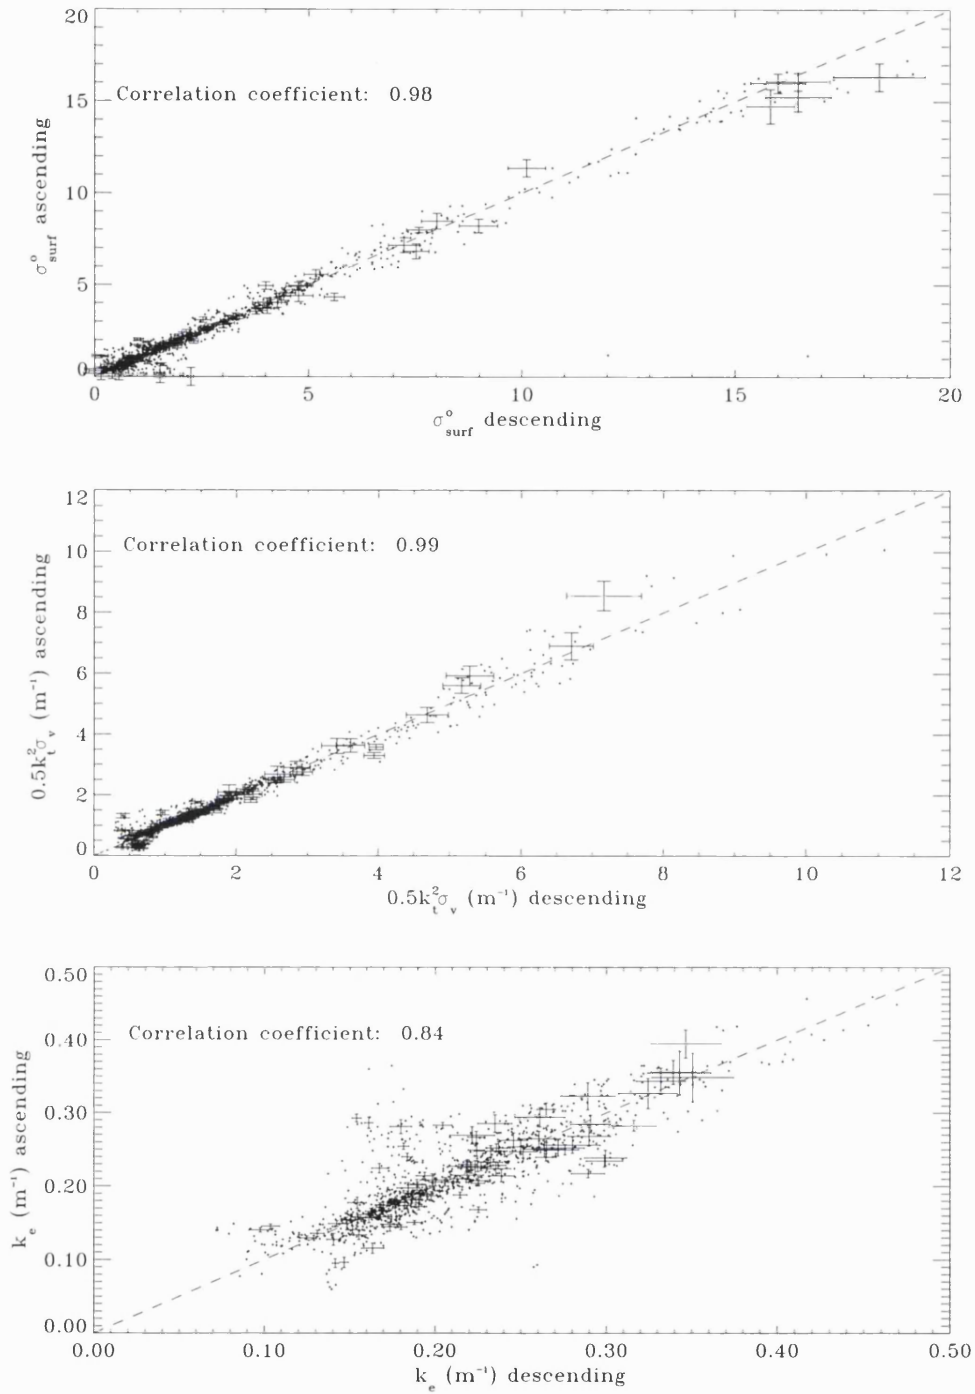 20
15
10
5
0
Correlation coefficient: 0.98
σ°surf ascending
0 5 10 15 20
σ°surf descending
12
10
8
6
4
2
0
Correlation coefficient: 0.99
0.5k²tσv (m⁻¹) ascending
0 2 4 6 8 10 12
0.5k²tσv (m⁻¹) descending
0.50
0.40
0.30
0.20
0.10
0.00
Correlation coefficient: 0.84
ke (m⁻¹) ascending
0.00 0.10 0.20 0.30 0.40 0.50
ke (m⁻¹) descending